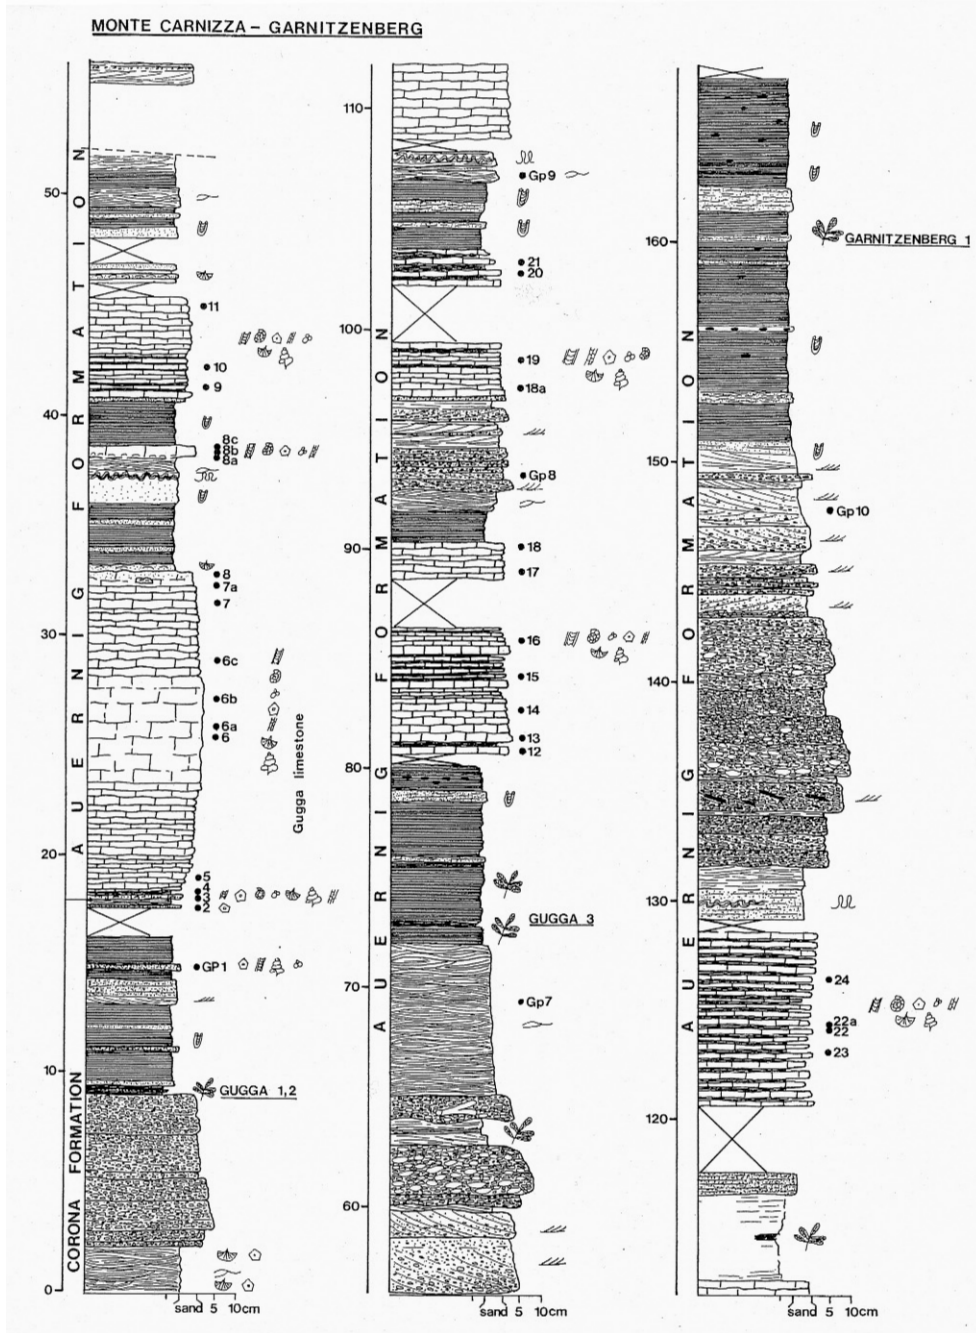 MONTE CARNIZZA – GARNITZENBERG
50
40
30
20
10
0
AUERNIG FORMATION
CORONA FORMATION
11
10
9
8c
8b
8a
8
7a
7
6c
6b
6a
6
Gugga limestone
5
4
3
2
GP1
GUGGA 1,2
sand 5 10cm
110
100
90
80
70
60
AUERNIG FORMATION
Gp9
21
20
19
18a
Gp8
18
17
16
15
14
13
12
GUGGA 3
Gp7
sand 5 10cm
160
150
140
130
120
AUERNIG FORMATION
GARNITZENBERG 1
Gp10
24
22a
22
23
sand 5 10cm